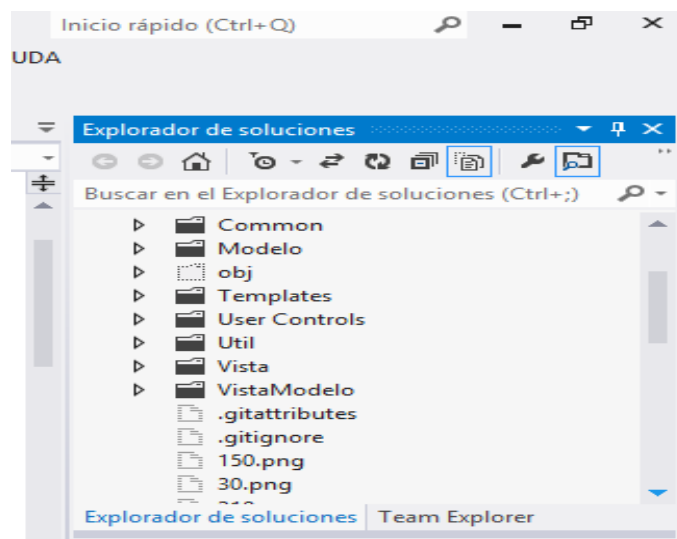 Inicio rápido (Ctrl+Q)
UDA
Explorador de soluciones
Buscar en el Explorador de soluciones (Ctrl+;)
Common
Modelo
obj
Templates
User Controls
Util
Vista
VistaModelo
.gitattributes
.gitignore
150.png
30.png
Explorador de soluciones
Team Explorer